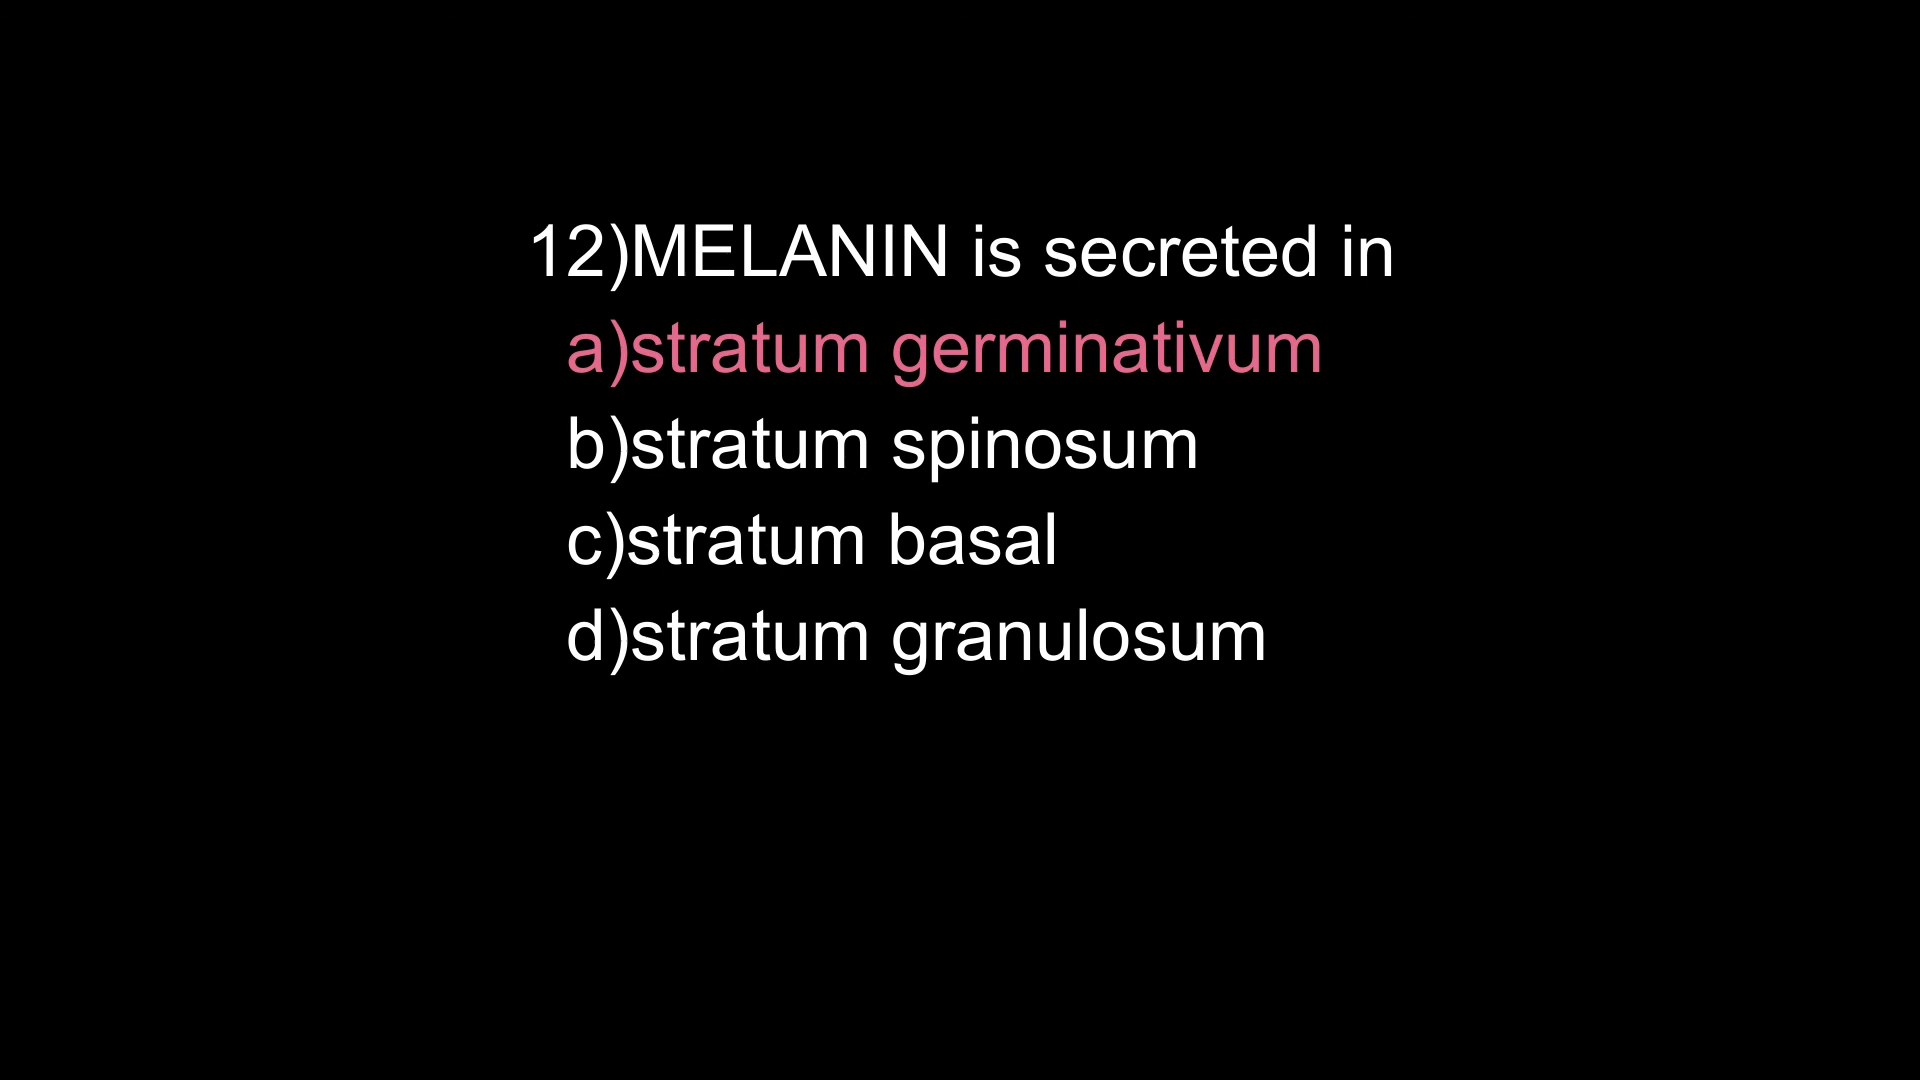 12)MELANIN is secreted in
a)stratum germinativum
b)stratum spinosum
c)stratum basal
d)stratum granulosum